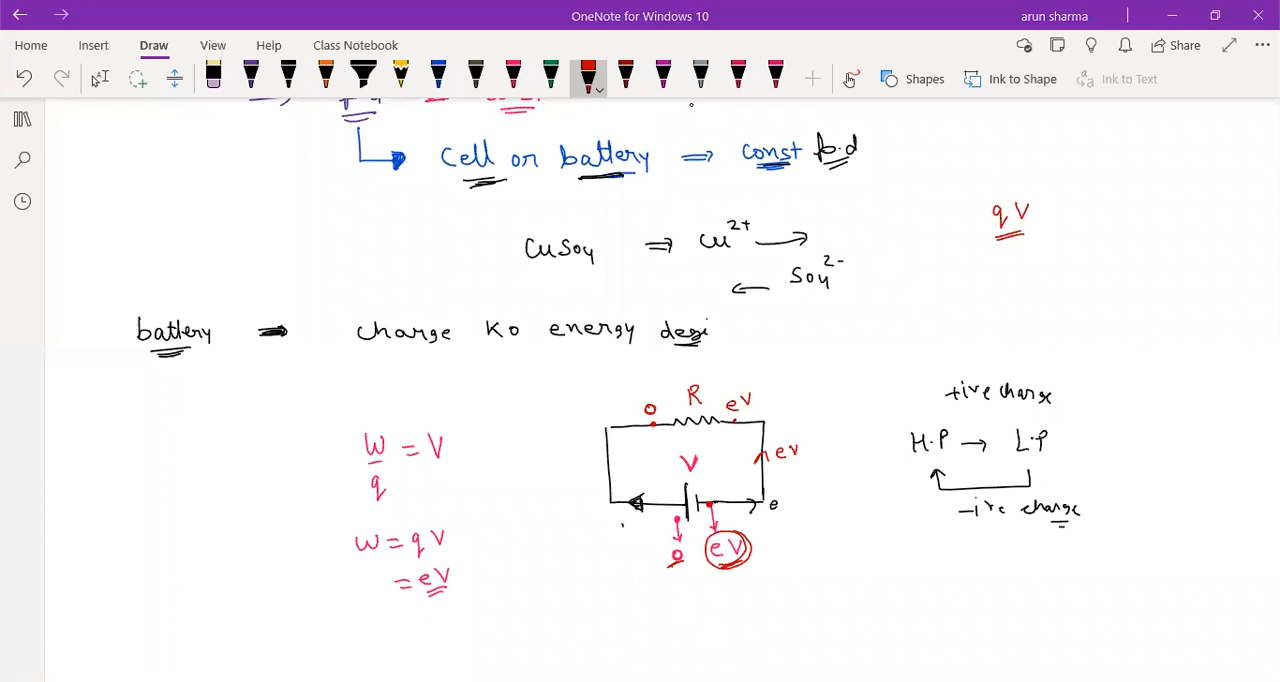 OneNote for Windows 10
arun sharma
Home Insert Draw View Help Class Notebook
Share
Shapes
Ink to Shape
Ink to Text
cell or battery ⇒ const p.d
qV
CuSO4 ⇒ Cu2+ →
← SO4 2-
battery ⇒ charge ko energy degi
+ive charge
H.P → L.P
-ive charge
W/q = V
W = qV
= eV
O R eV
V eV
e
O eV